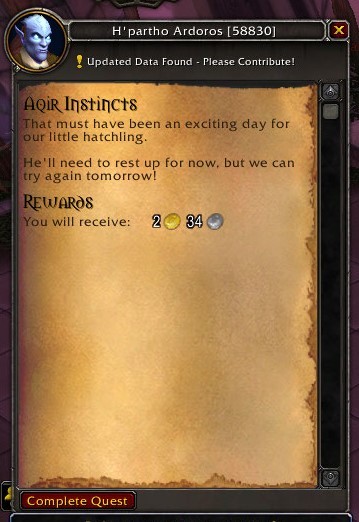 H'partho Ardoros [58830]
! Updated Data Found - Please Contribute!
Aqir Instincts
That must have been an exciting day for
our little hatchling.
He'll need to rest up for now, but we can
try again tomorrow!
Rewards
You will receive: 2 34
Complete Quest